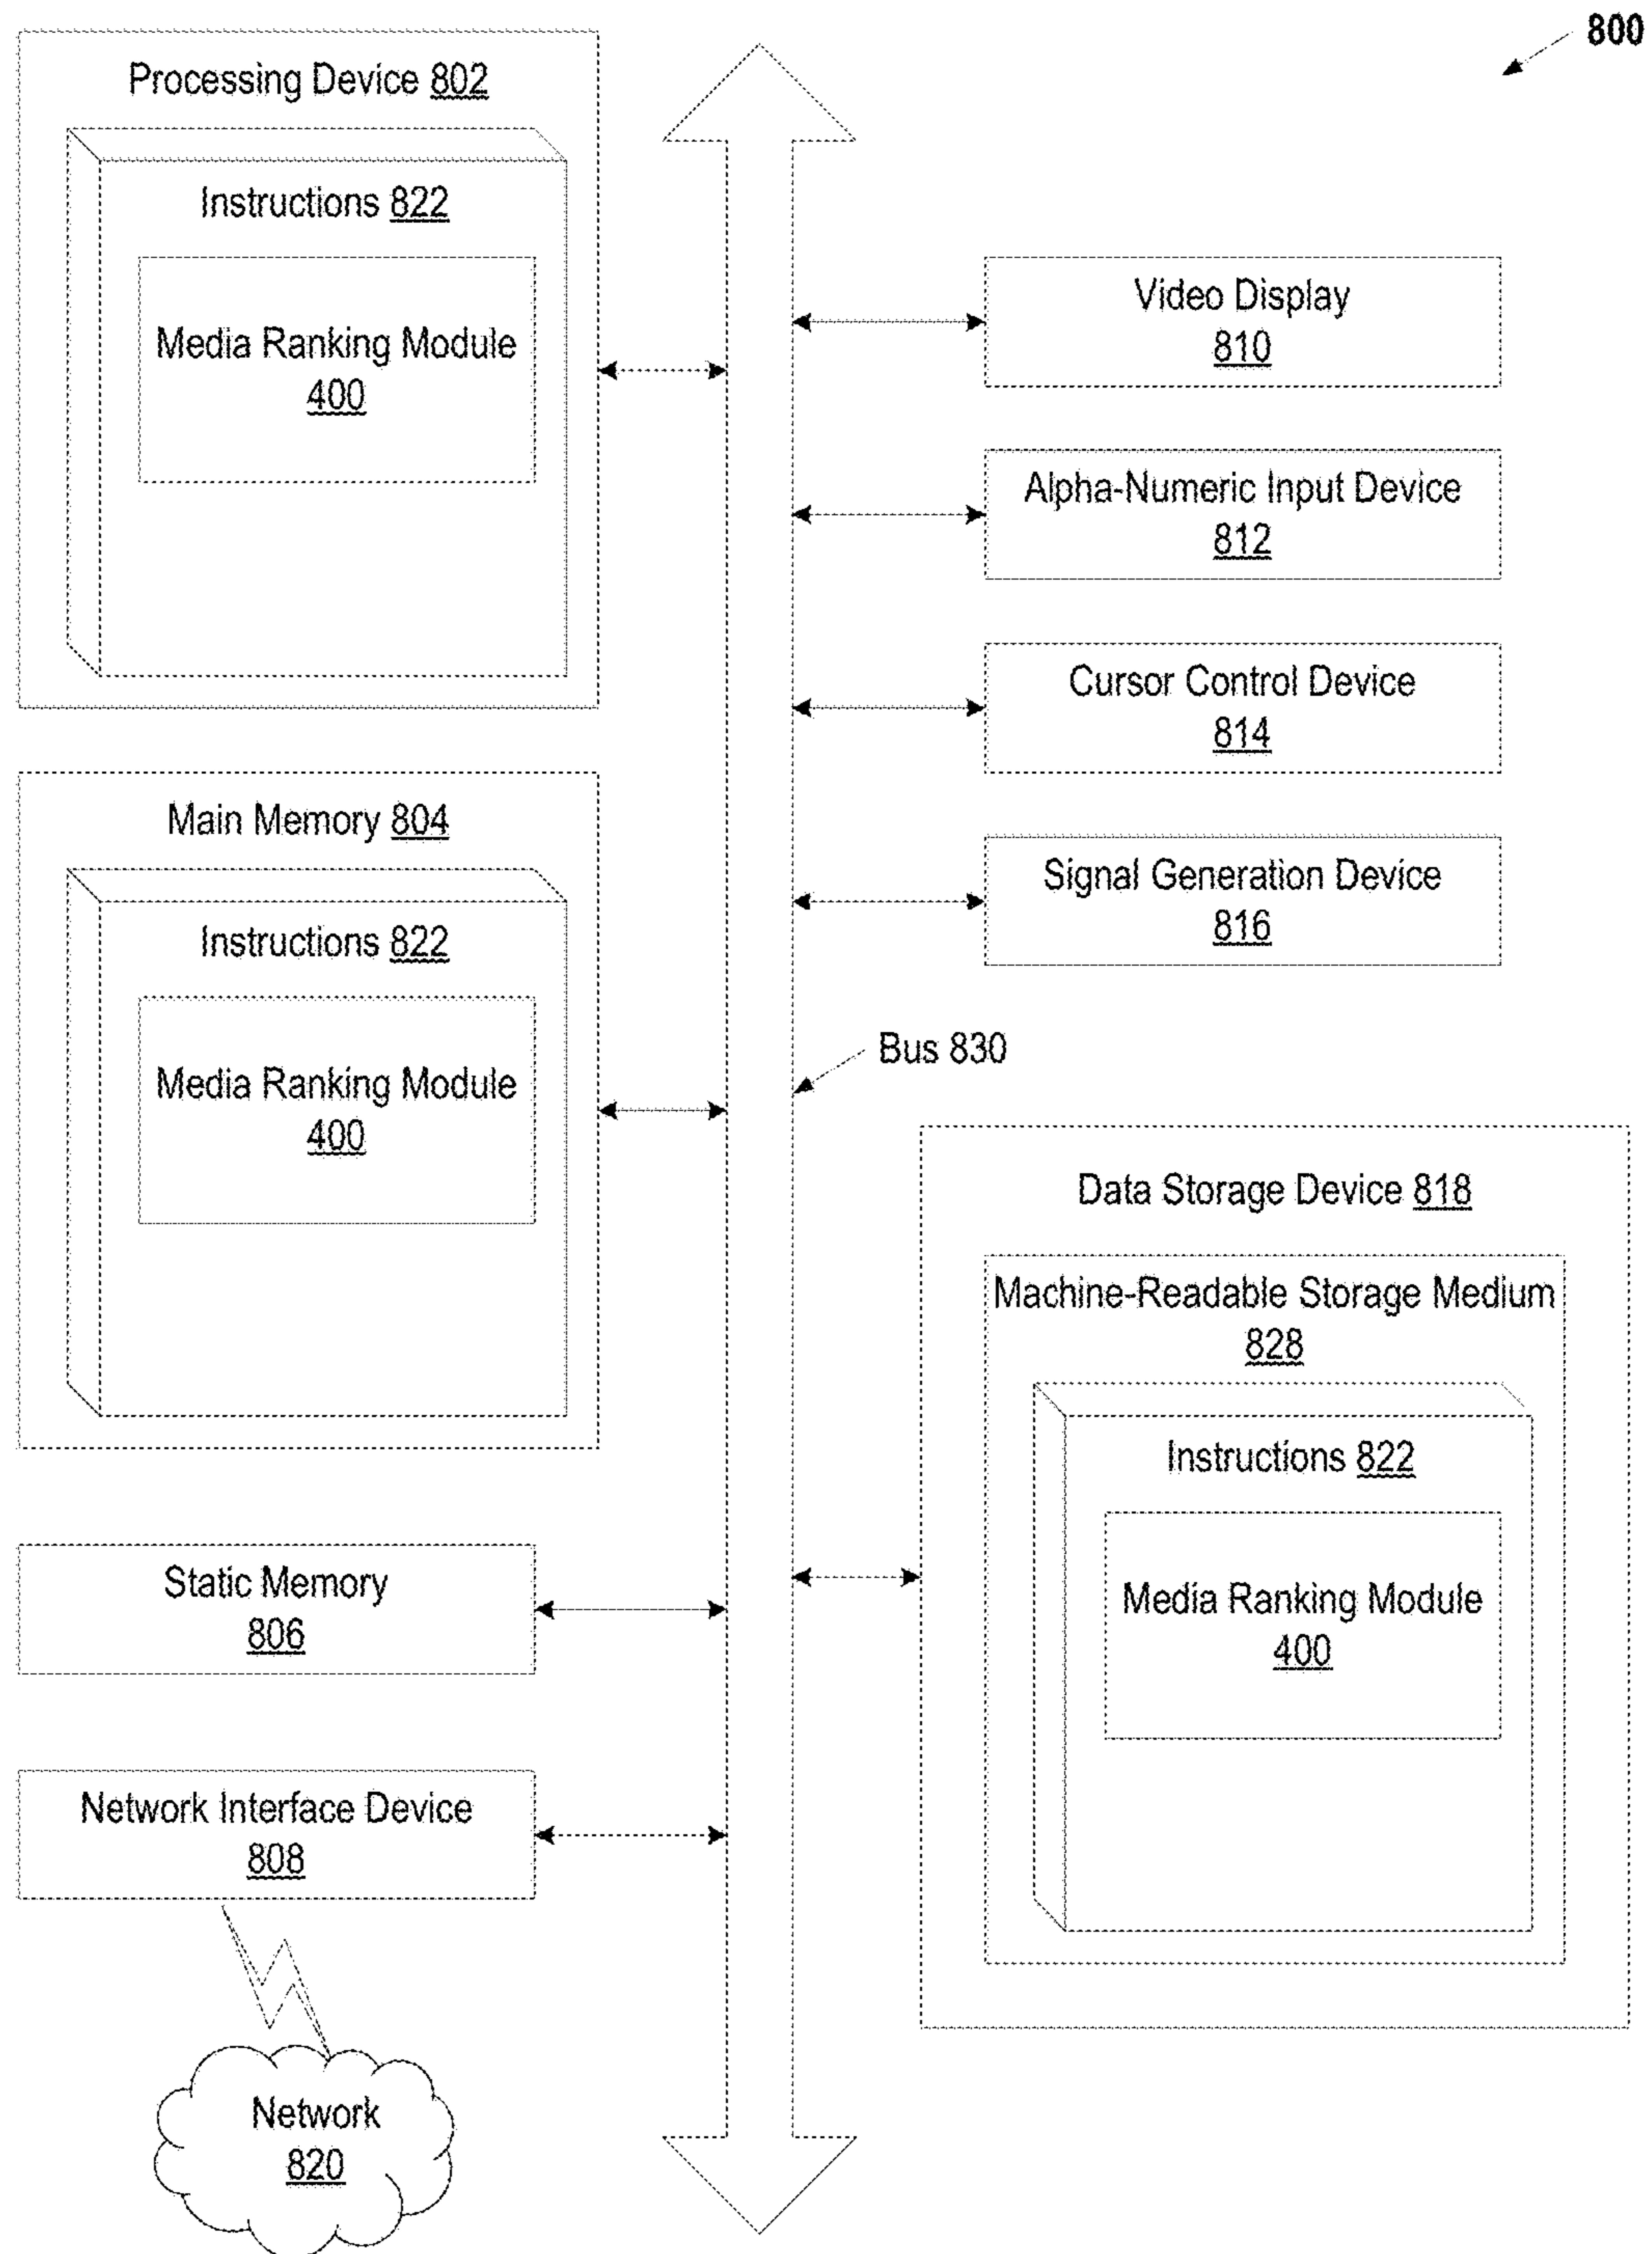 800
Processing Device 802
Instructions 822
Media Ranking Module
400
Main Memory 804
Instructions 822
Media Ranking Module
400
Static Memory
806
Network Interface Device
808
Network
820
Video Display
810
Alpha-Numeric Input Device
812
Cursor Control Device
814
Signal Generation Device
816
Bus 830
Data Storage Device 818
Machine-Readable Storage Medium
828
Instructions 822
Media Ranking Module
400